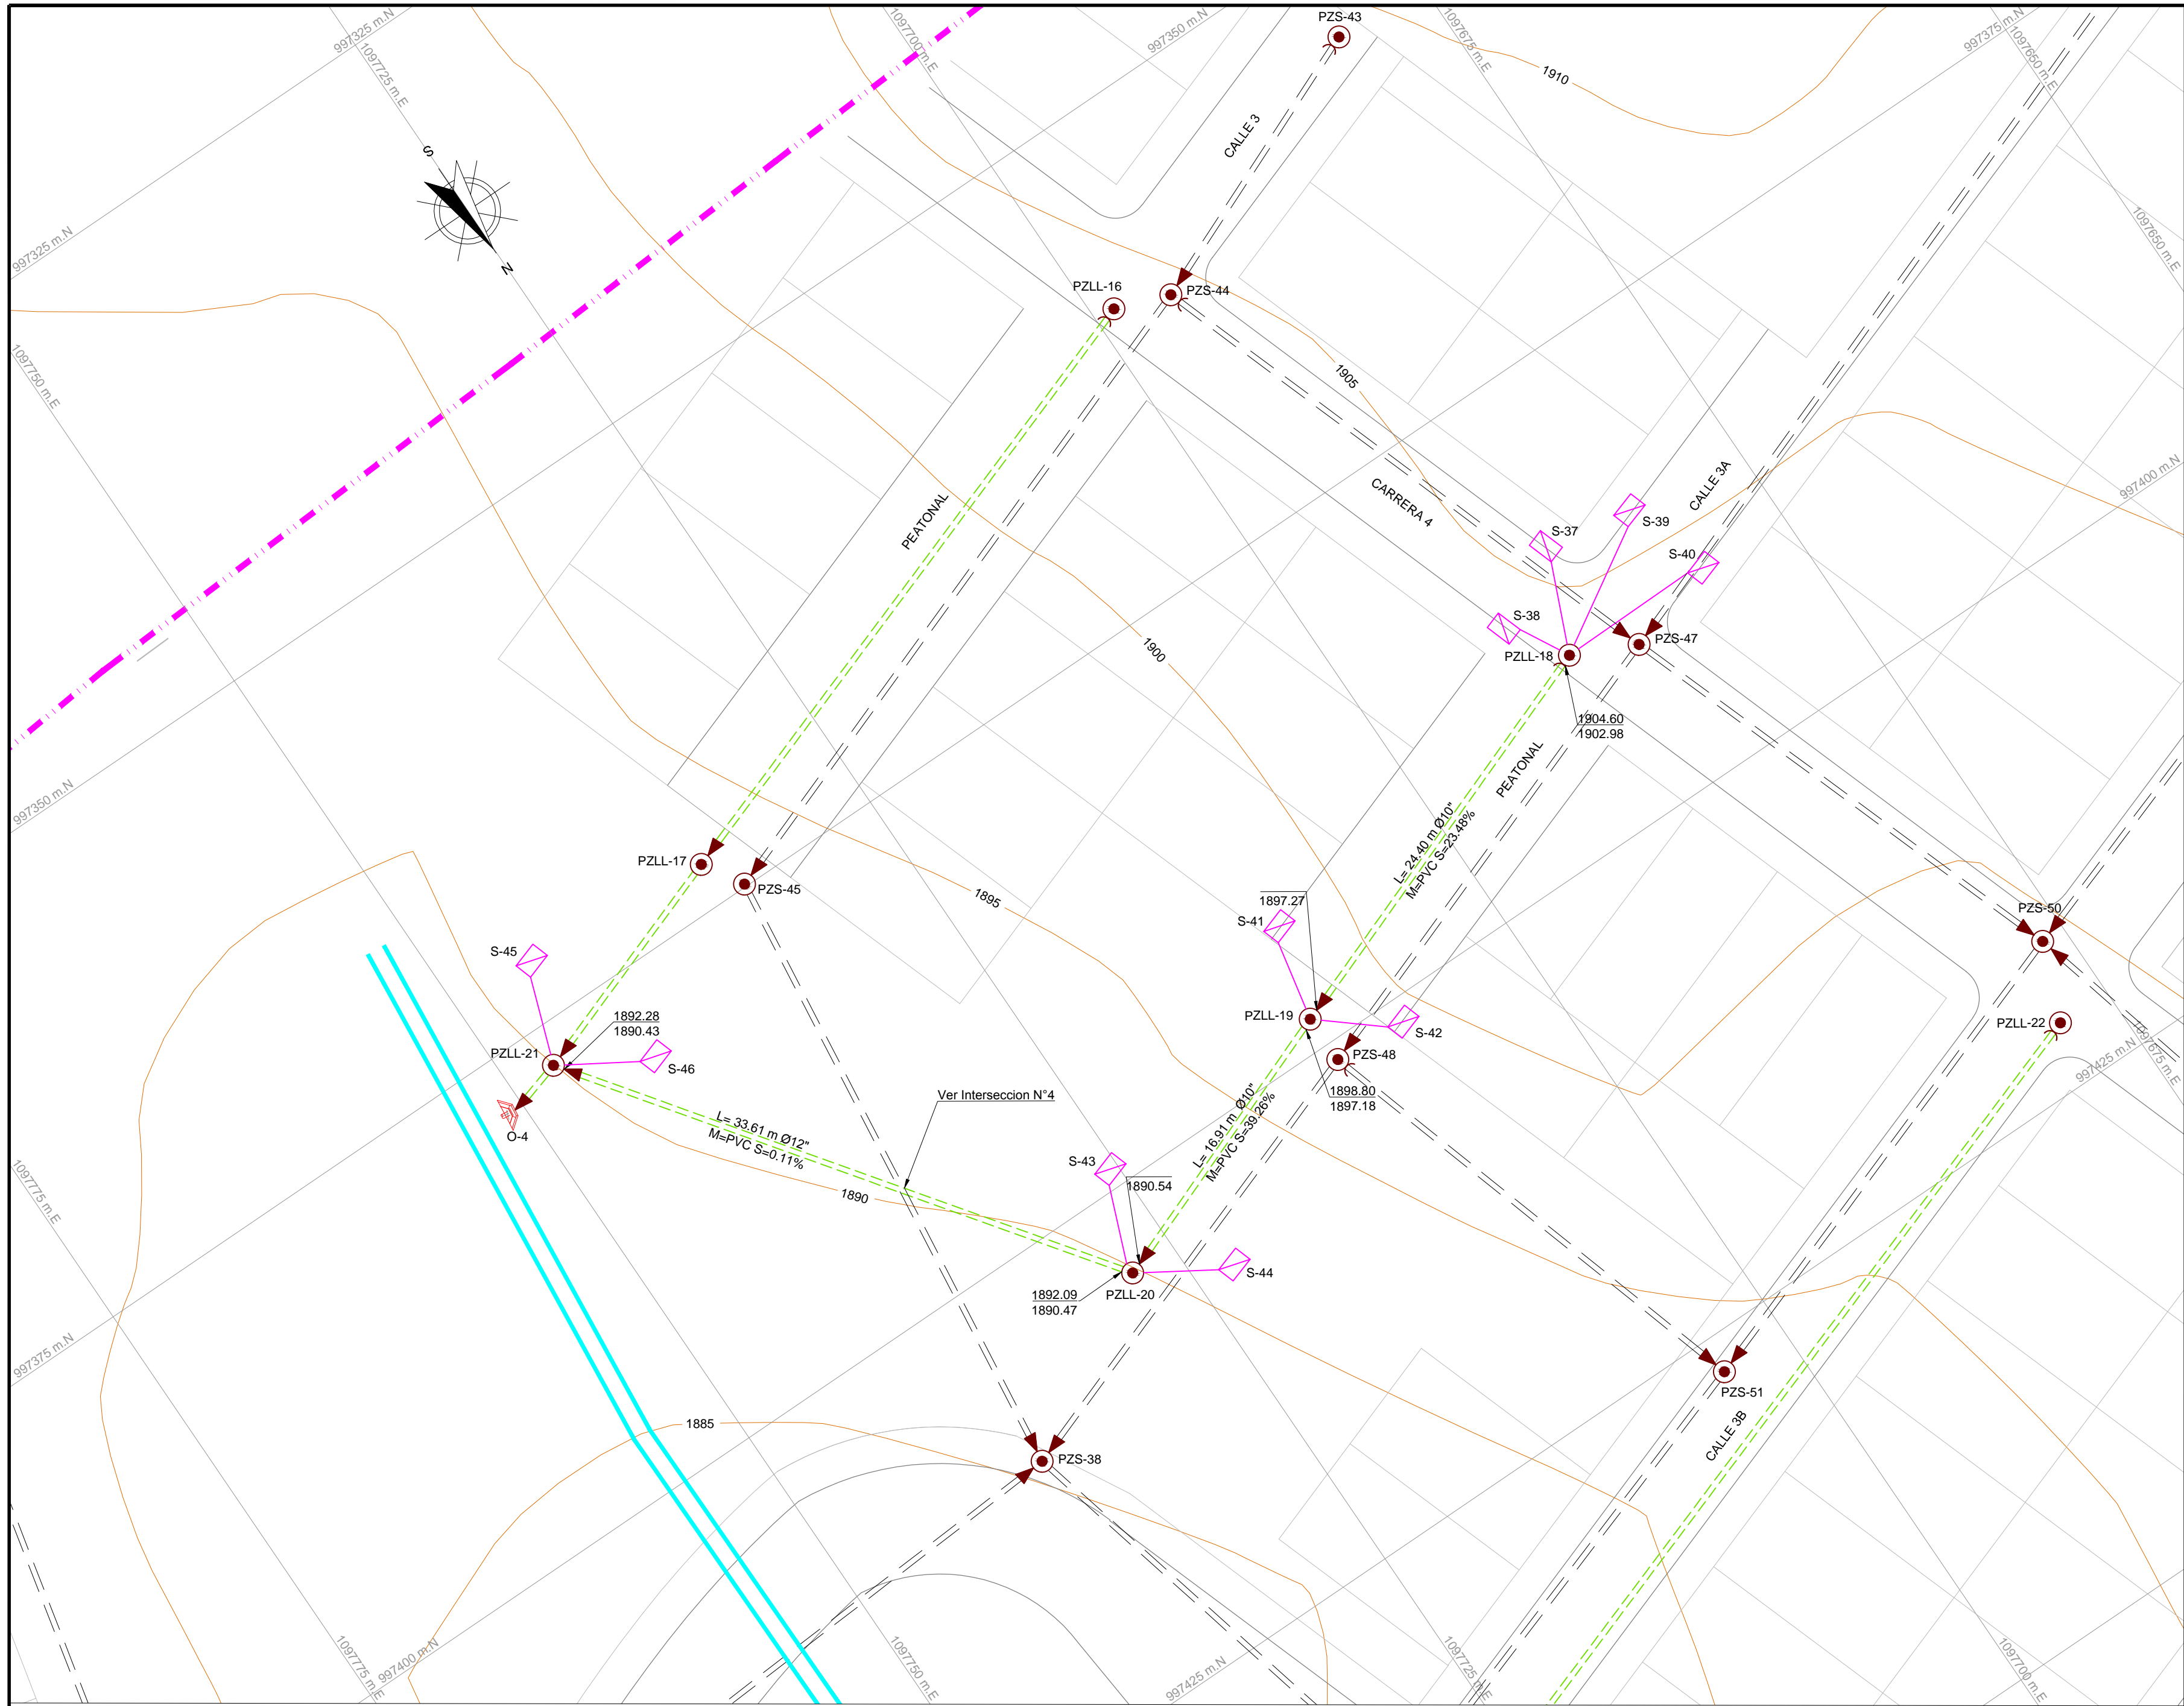 PZS-43
997325 m.N
1097725 m.E
1097700 m.E
997350 m.N
1097675 m.E
997375 m.N
1097650 m.E
1910
CALLE 3
S
N
997325 m.N
1097650 m.E
PZLL-16
PZS-44
1097750 m.E
1905
CARRERA 4
CALLE 3A
997400 m.N
PEATONAL
S-37
S-39
S-40
S-38
PZS-47
PZLL-18
1900
1904.60
1902.98
PEATONAL
997350 m.N
L= 24.40 m Ø10"
M=PVC S=23.48%
PZLL-17
PZS-45
1895
1897.27
S-41
PZS-50
S-45
PZLL-19
S-42
PZLL-22
1892.28
1890.43
PZLL-21
S-46
PZS-48
1097675 m.E
997425 m.N
Ver Interseccion N°4
1898.80
1897.18
O-4
L= 33.61 m Ø12"
M=PVC S=0.11%
L= 16.91 m Ø10"
M=PVC S=39.26%
S-43
1890.54
1890
1097775 m.E
S-44
1892.09
1890.47
PZLL-20
997375 m.N
PZS-51
1885
CALLE 3B
PZS-38
1097775 m.E
997400 m.N
1097750 m.E
997425 m.N
1097725 m.E
1097700 m.E